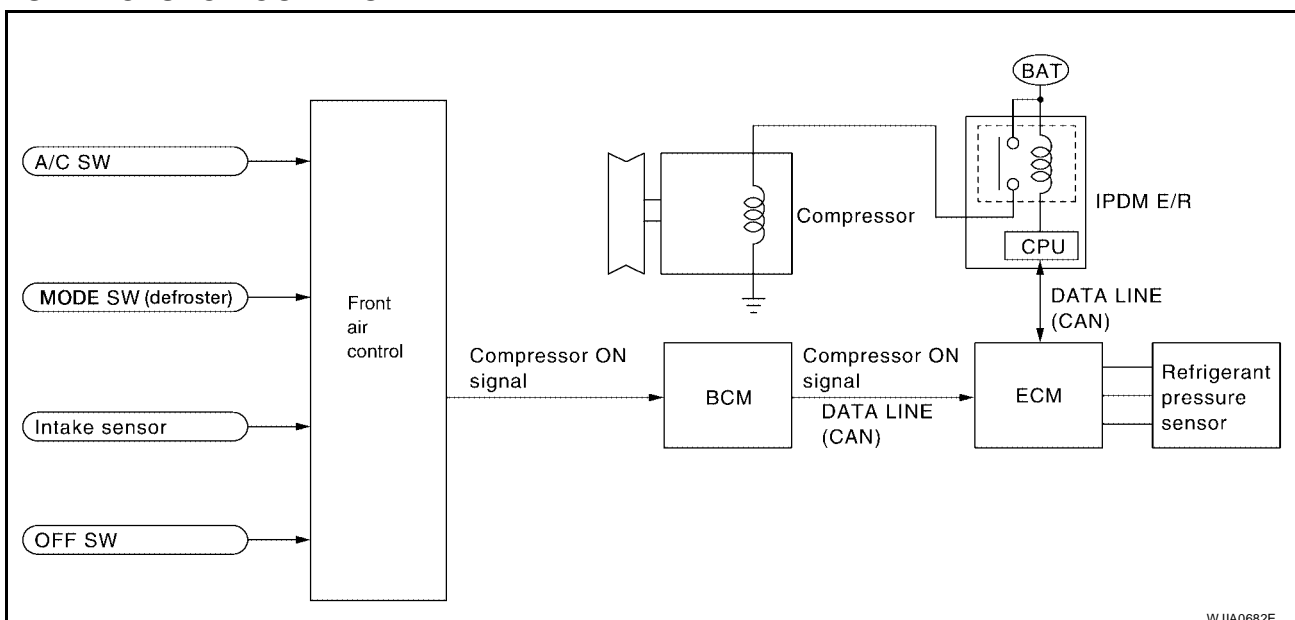 BAT
A/C SW
IPDM E/R
Compressor
CPU
MODE SW (defroster)
Front
air
control
DATA LINE
(CAN)
Compressor ON
signal
BCM
Compressor ON
signal
DATA LINE
(CAN)
ECM
Refrigerant
pressure
sensor
Intake sensor
OFF SW
WJIA0682E